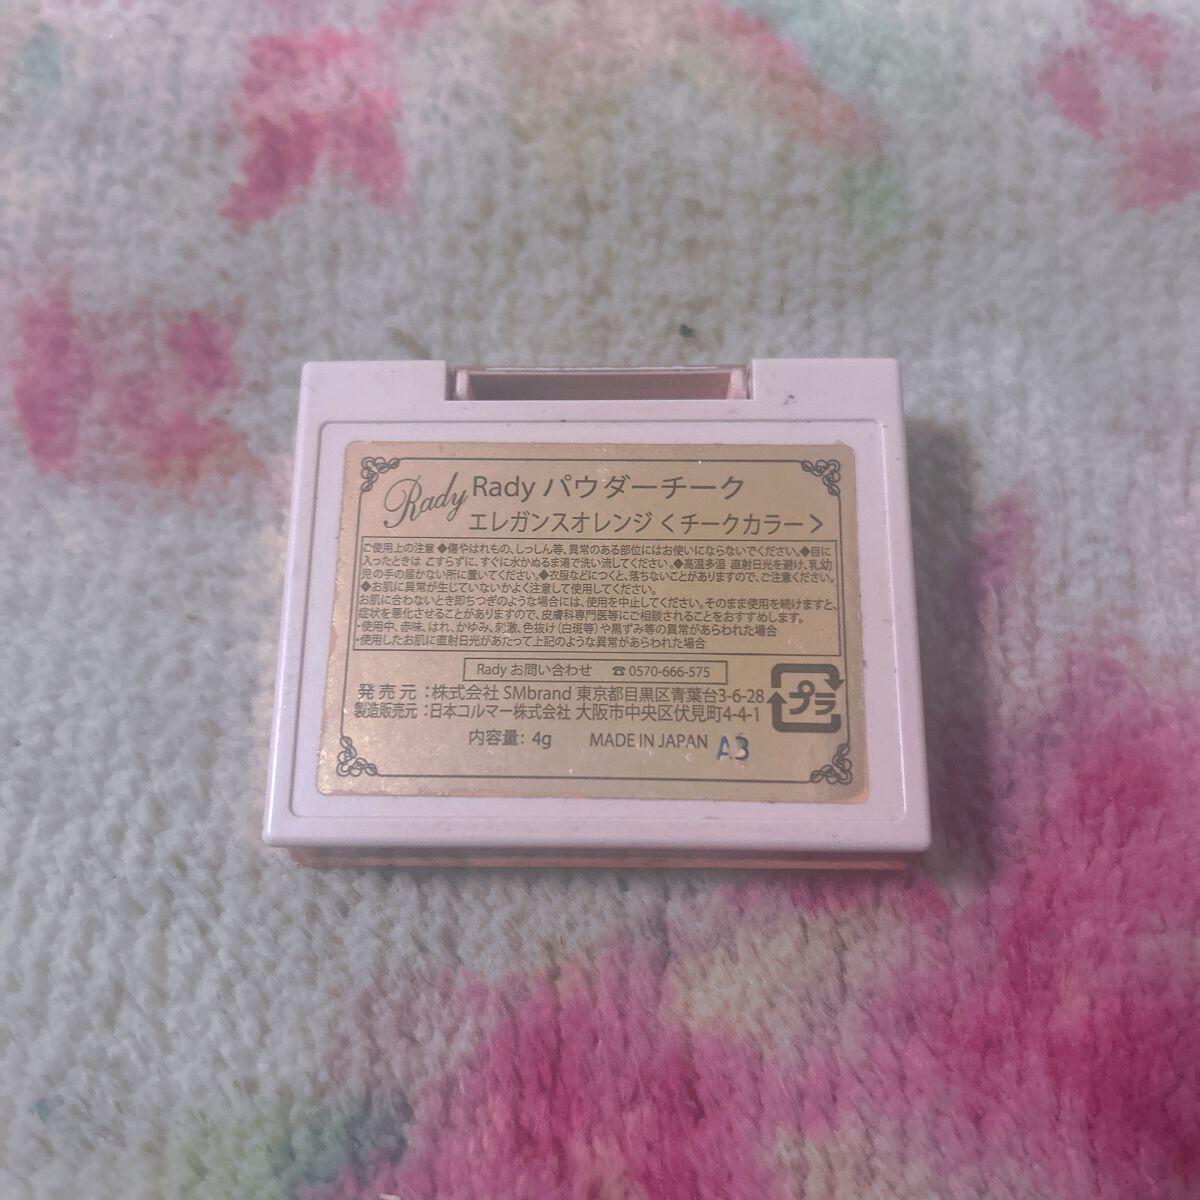 Rady Rady パウダーチーク
エレガンスオレンジ＜チークカラー＞
ご使用上の注意 ◆傷やはれもの、しっしん等、異常のある部位にはお使いにならないでください。◆目に
入ったときは こすらずに、すぐに水かぬるま湯で洗い流してください。◆高温多湿 直射日光を避け、乳幼
児の手の届かない所に置いてください。◆衣服などにつくと、落ちないことがありますので、ご注意ください。
◆お肌に異常が生じていないかよく注意して使用してください。
お肌に合わないとき即ちつぎのような場合には、使用を中止してください。そのまま使用を続けますと、
症状を悪化させることがありますので、皮膚科専門医等にご相談されることをおすすめします。
・使用中、赤味、はれ、かゆみ、刺激、色抜け（白斑等）や黒ずみ等の異常があらわれた場合
・使用したお肌に直射日光があたって上記のような異常があらわれた場合
Rady お問い合わせ ☎0570-666-575
発売元：株式会社 SMbrand 東京都目黒区青葉台3-6-28
製造販売元：日本コルマー株式会社 大阪市中央区伏見町4-4-1
プラ
内容量：4g MADE IN JAPAN A3